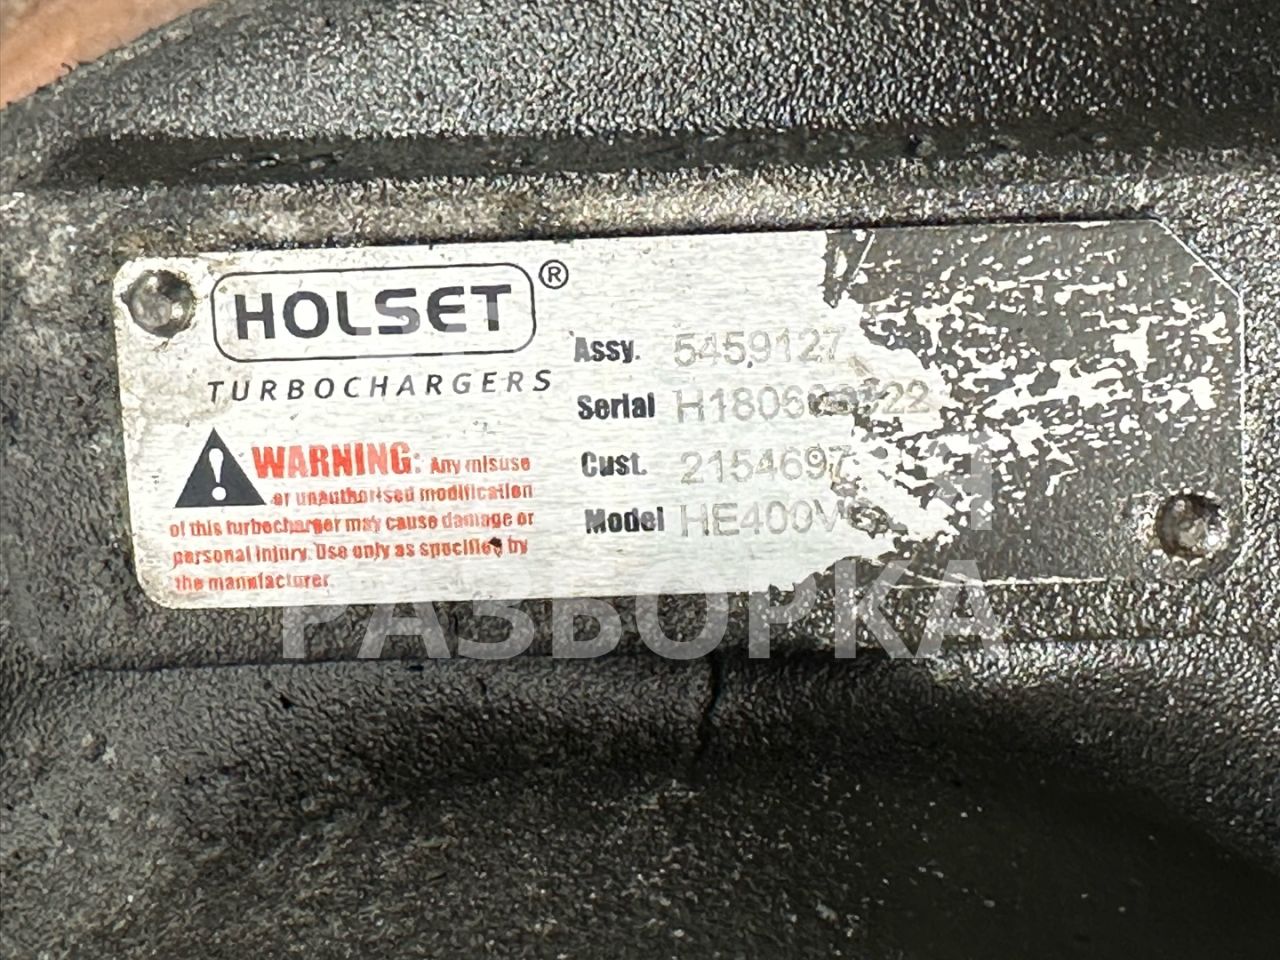 HOLSET ®
TURBOCHARGERS
WARNING: Any misuse
or unauthorised modification
of this turbocharger may cause damage or
personal injury. Use only as specified by
the manufacturer
Assy. 5459127
Serial
Cust. 2154697
Model
РАЗБОРКА